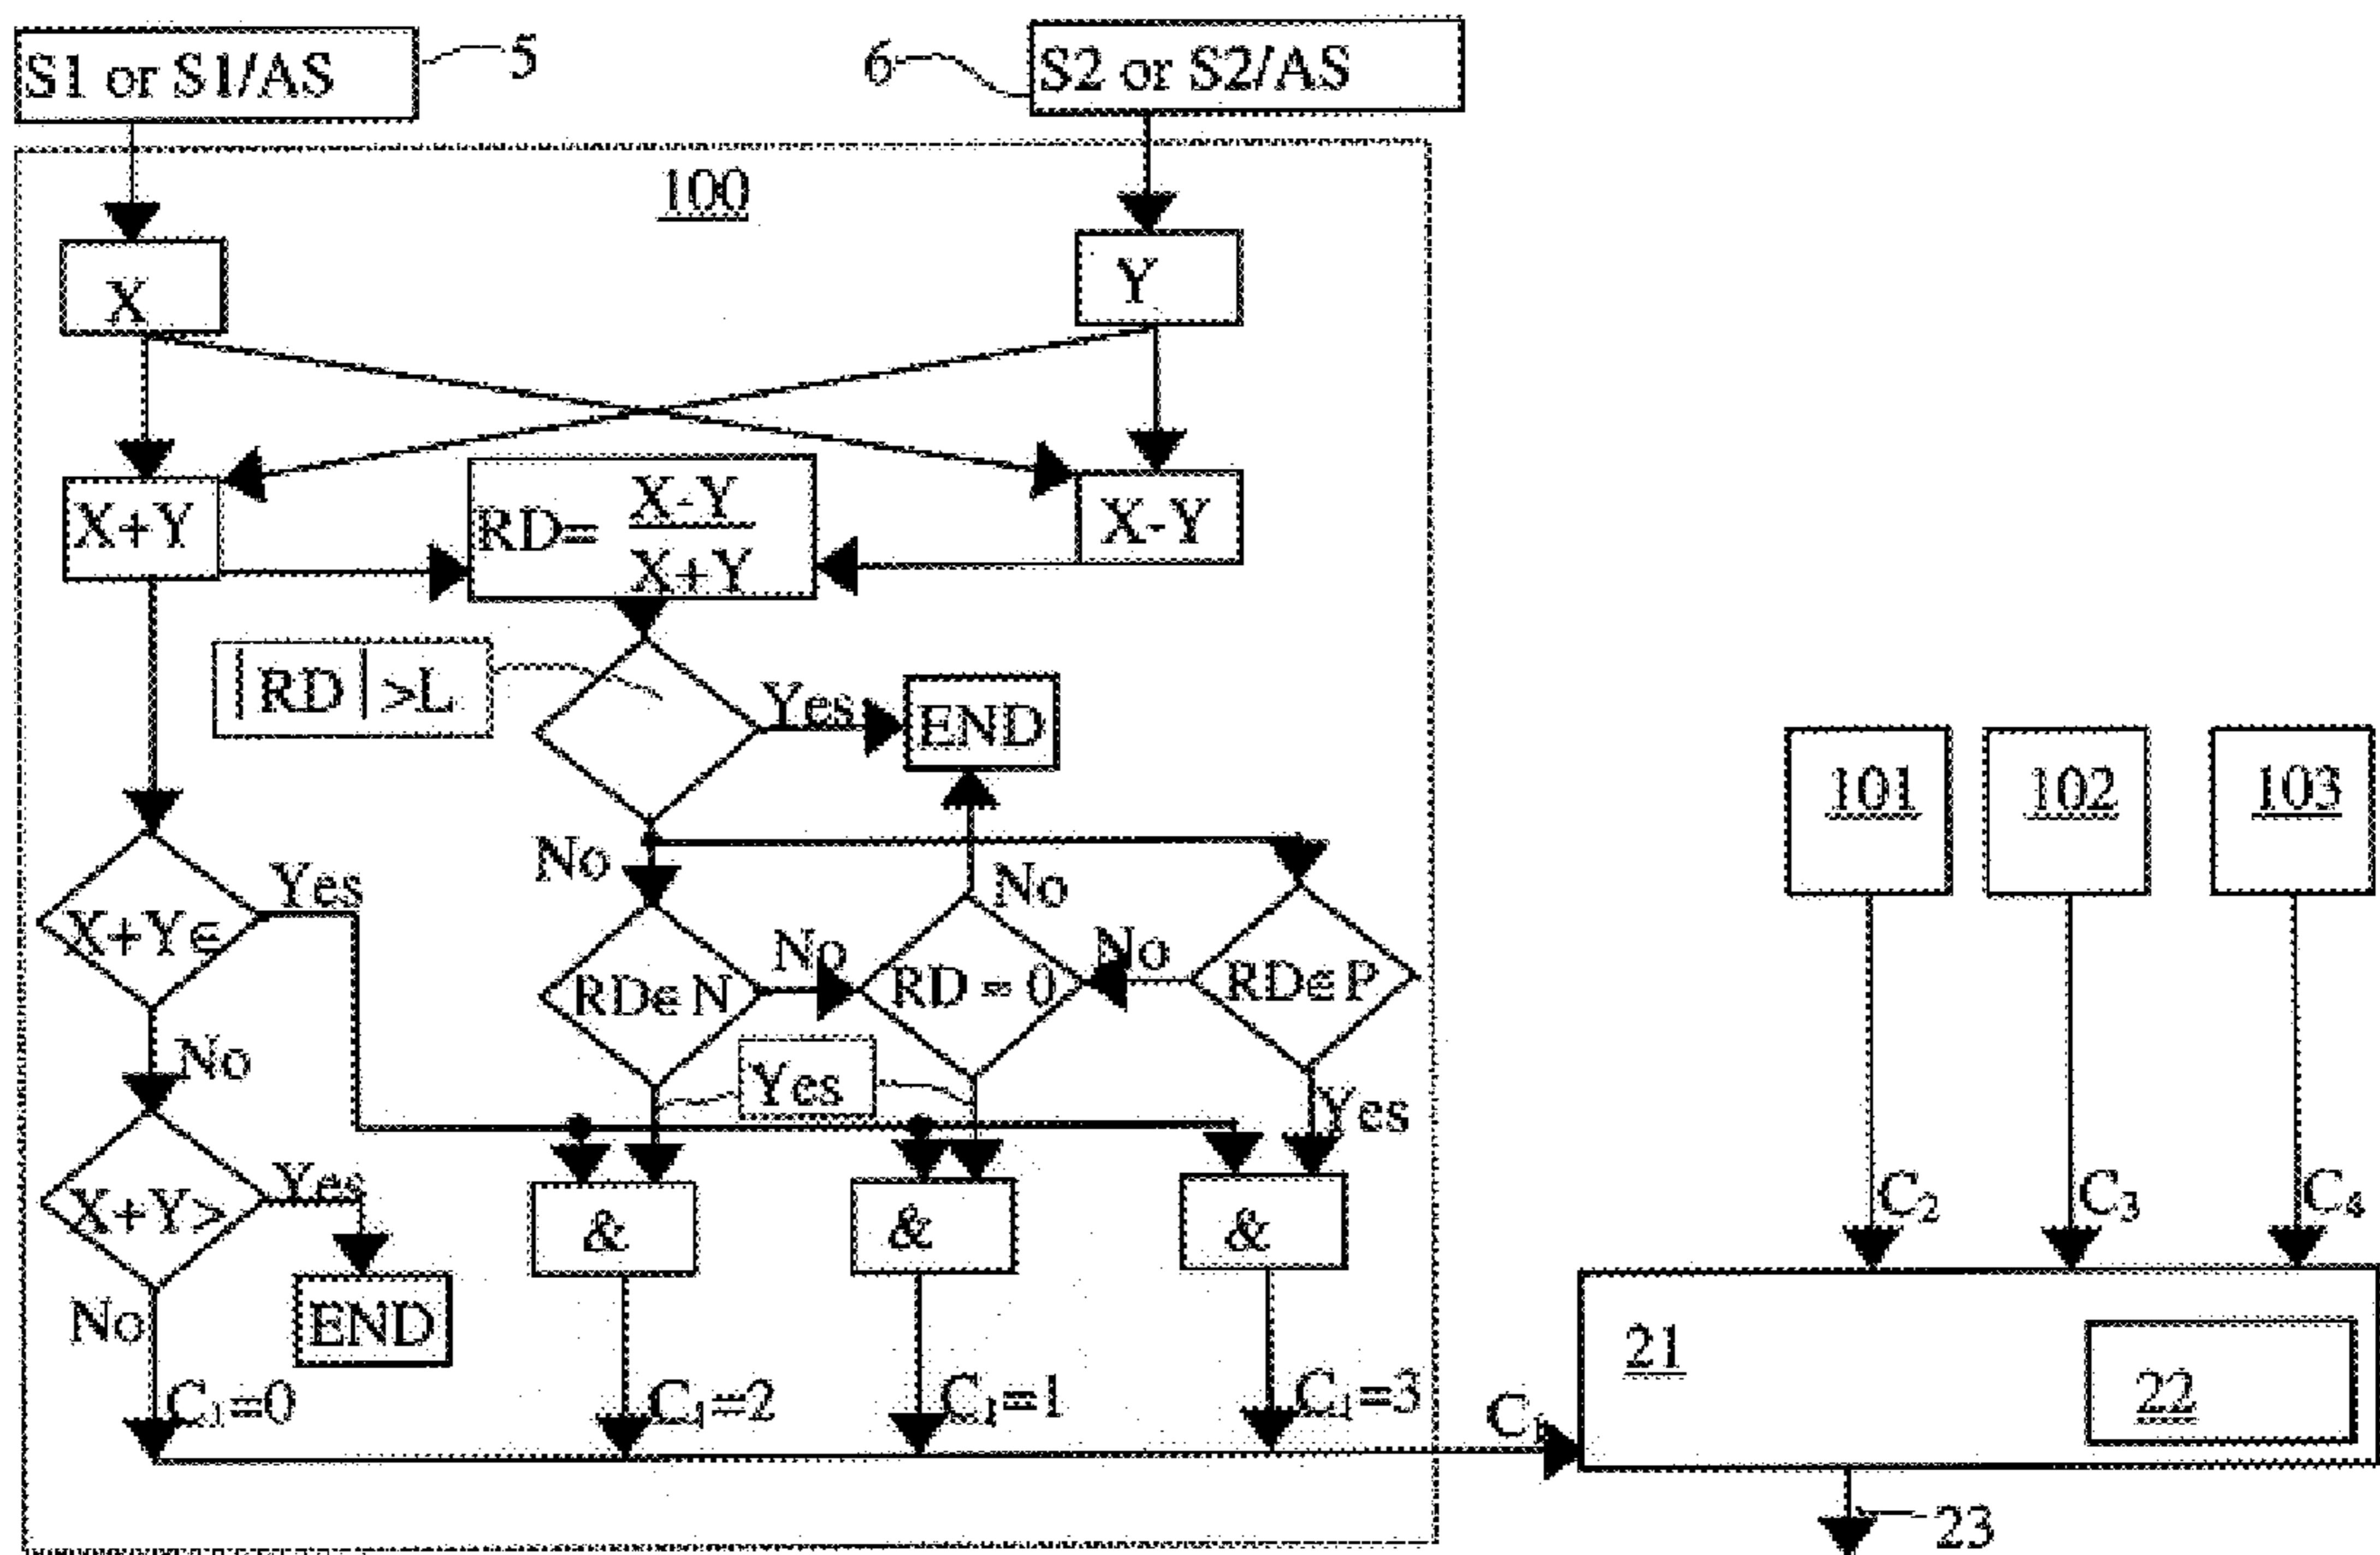 S1 or S1/AS
5
6
S2 or S2/AS
100
X
Y
X+Y
RD= X-Y
X+Y
X-Y
|RD|>L
Yes
END
101
102
103
No
Yes
No
X+Y∈
RD∈N
No
RD = 0
No
RD∈P
No
Yes
Yes
X+Y>
Yes
&
&
&
C₂
C₃
C₄
No
END
21
22
C₁=0
C₁=2
C₁=1
C₁=3
C₁
23